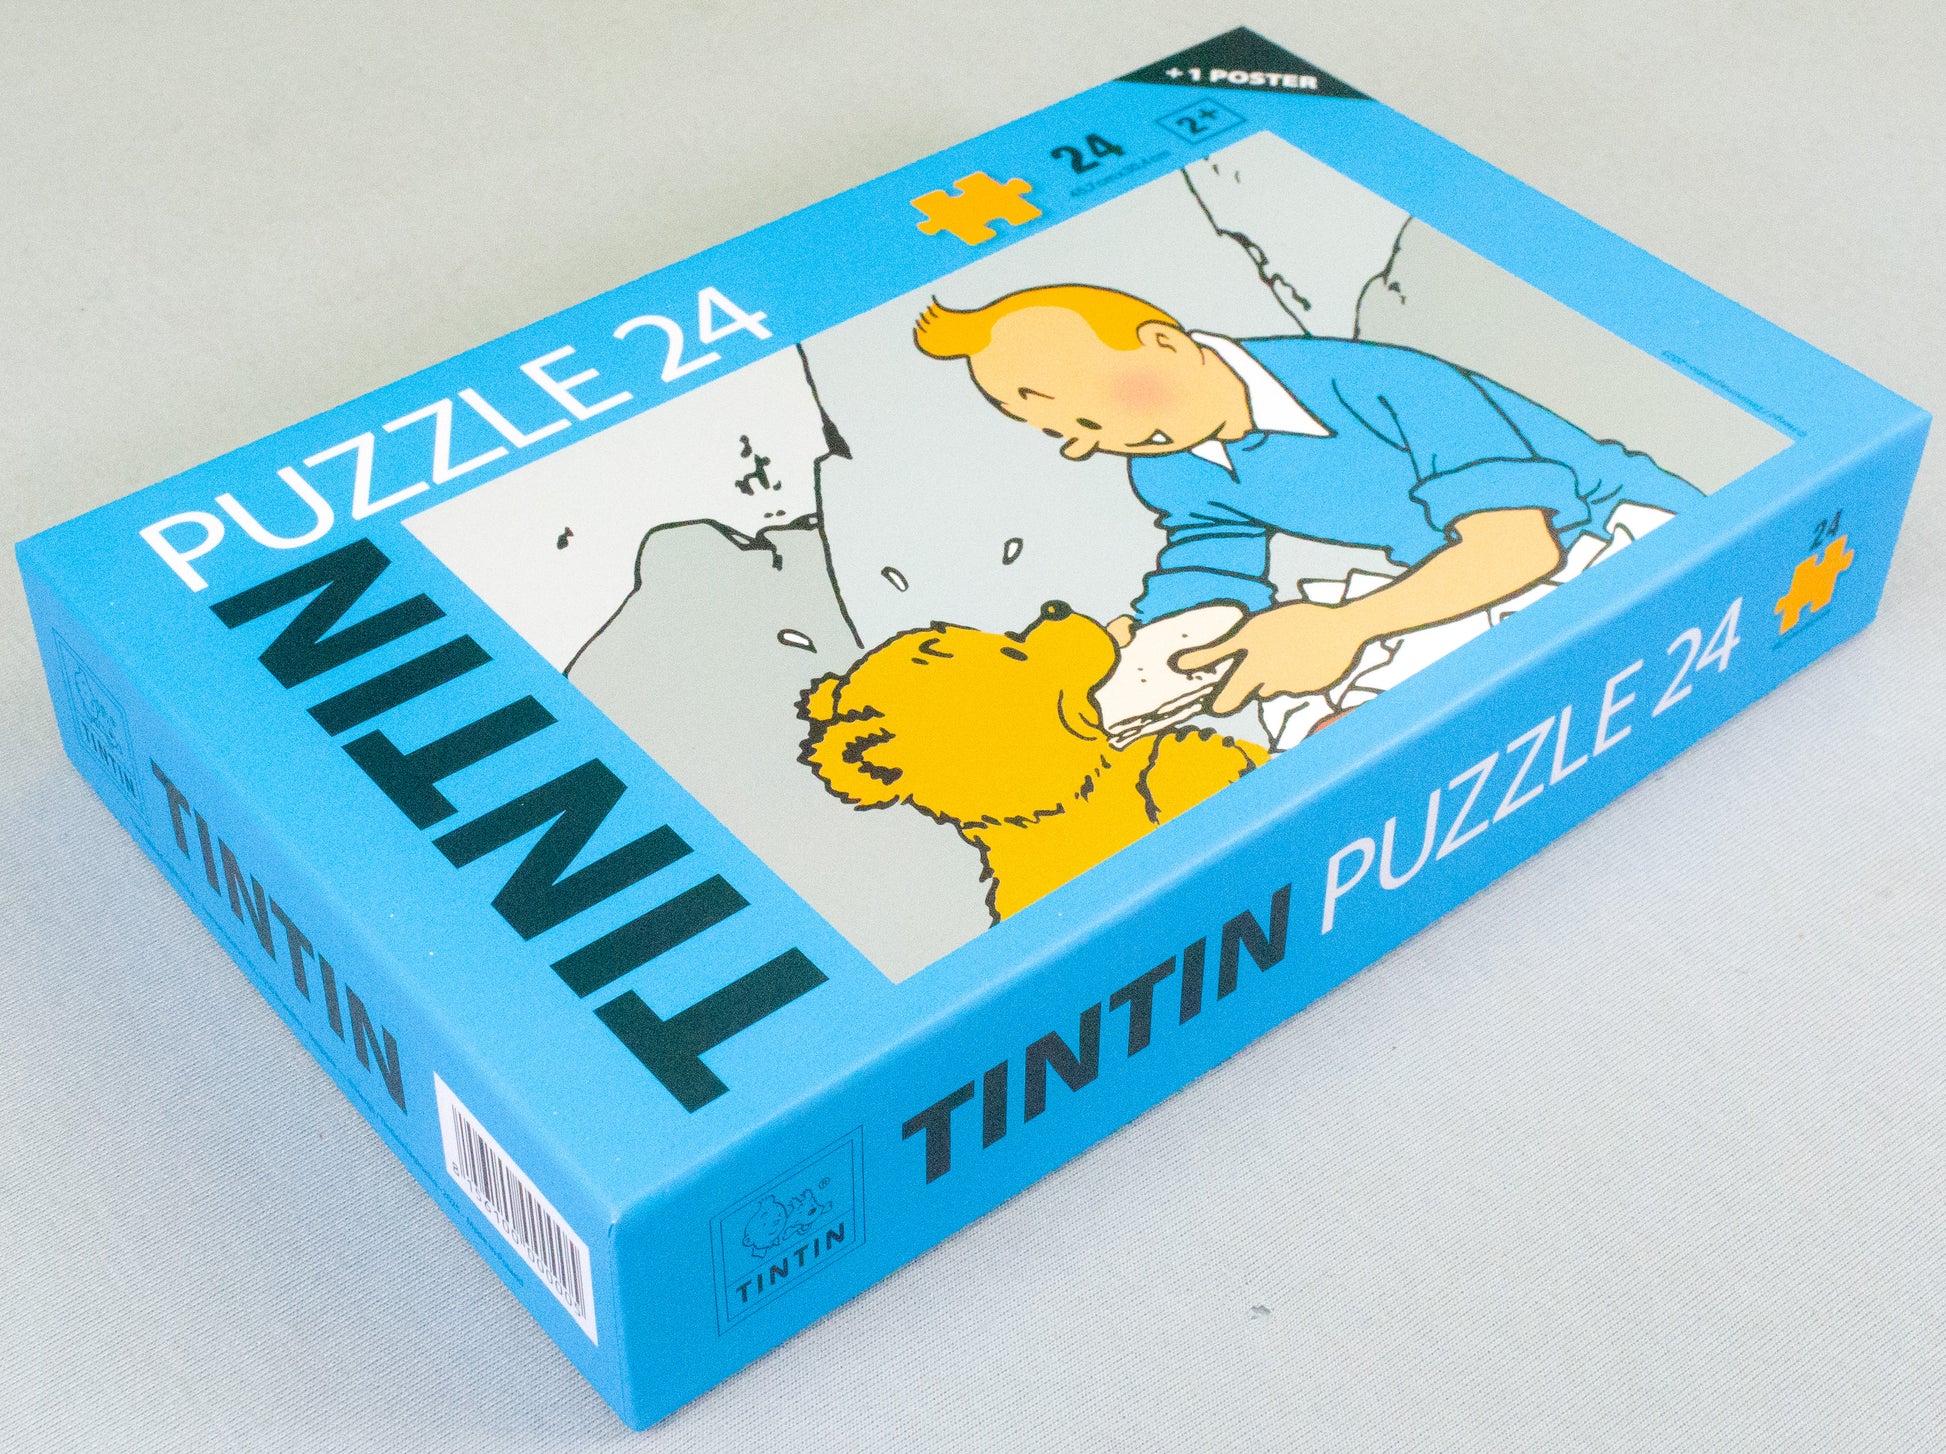 + 1 POSTER
24
2+
PUZZLE 24
TINTIN
TINTIN
TINTIN
TINTIN PUZZLE 24
24
TINTIN